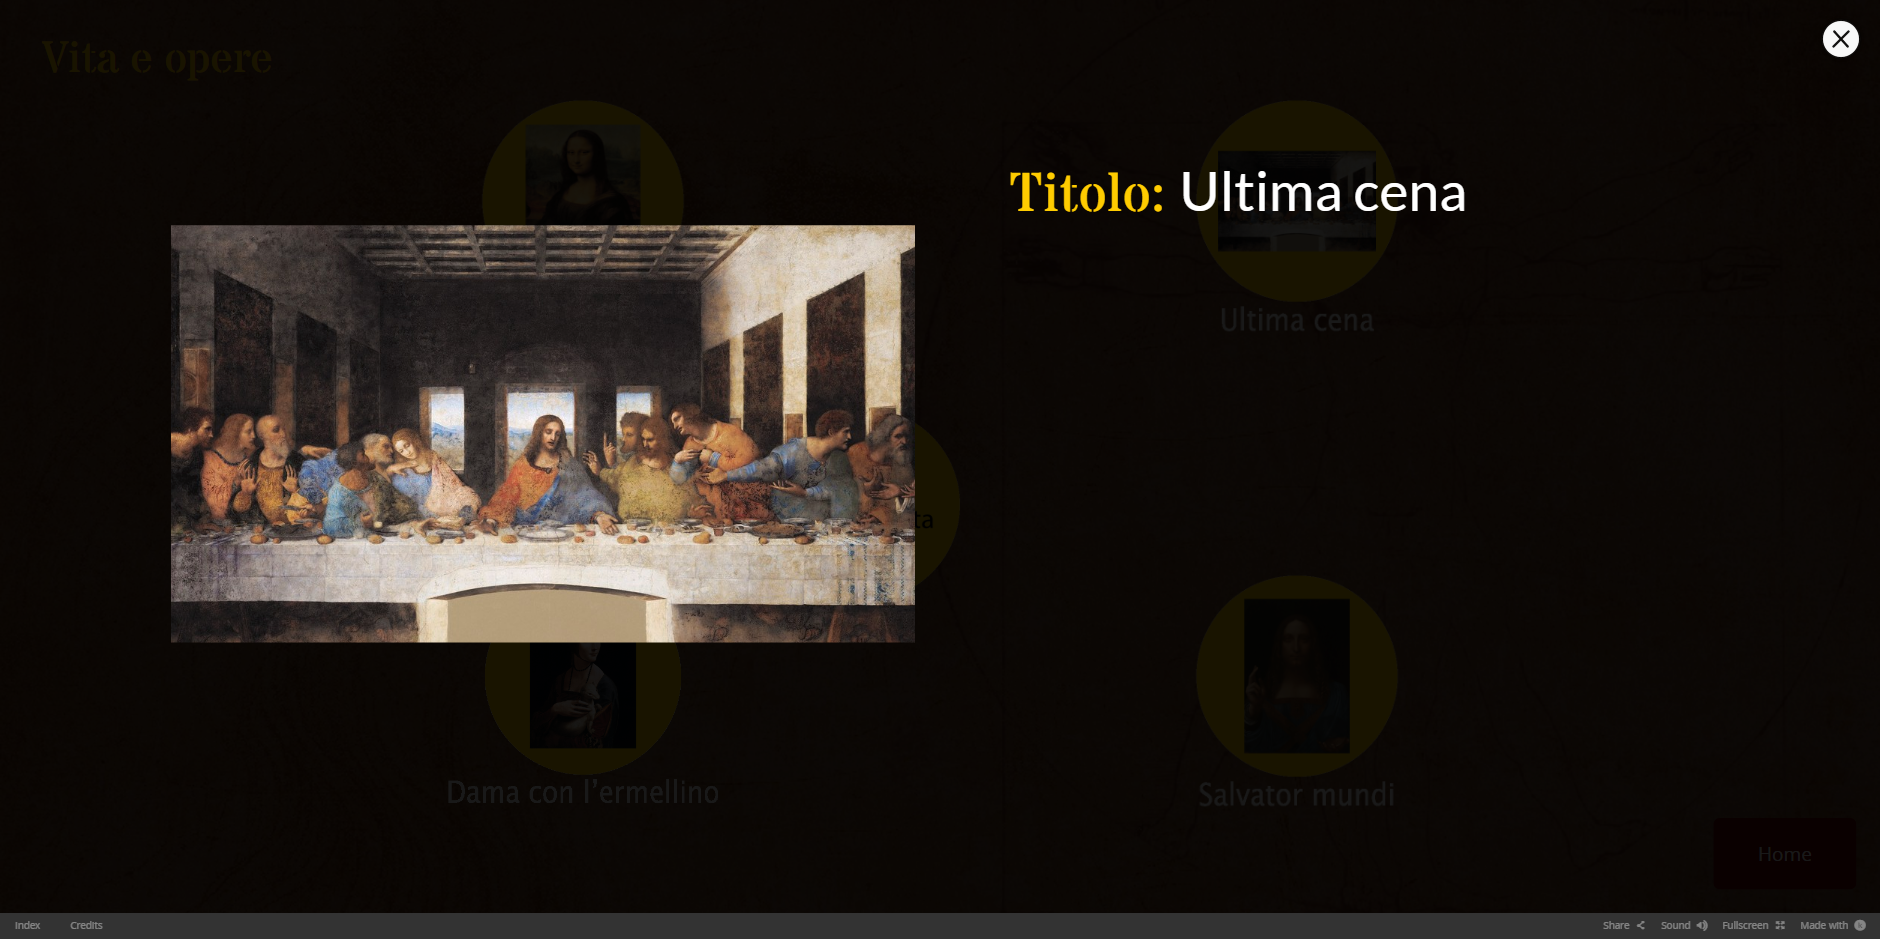 Vita e opere
Titolo: Ultima cena
Ultima cena
ta
Dama con l'ermellino
Salvator mundi
Home
Index
Credits
Share
Sound
Fullscreen
Made with